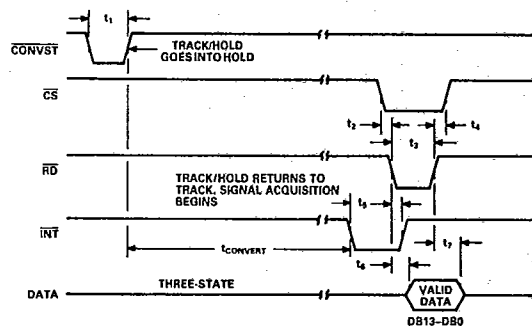 t1
CONVST
TRACK/HOLD
GOES INTO HOLD
CS
t2
t3
t4
RD
TRACK/HOLD RETURNS TO
TRACK, SIGNAL ACQUISITION
BEGINS
t5
INT
tCONVERT
t7
t6
THREE-STATE
DATA
VALID
DATA
DB13–DB0